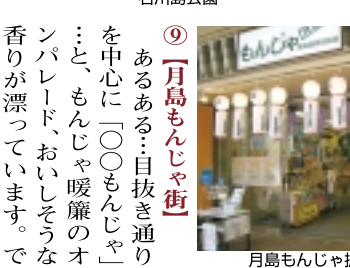 石川島公園
⑨【月島もんじゃ街】
あるある…目抜き通り
を中心に「〇〇もんじゃ」
…と、もんじゃ暖簾のオ
ンパレード、おいしそうな
香りが漂っています。で
もんじゃ
月島もんじゃ